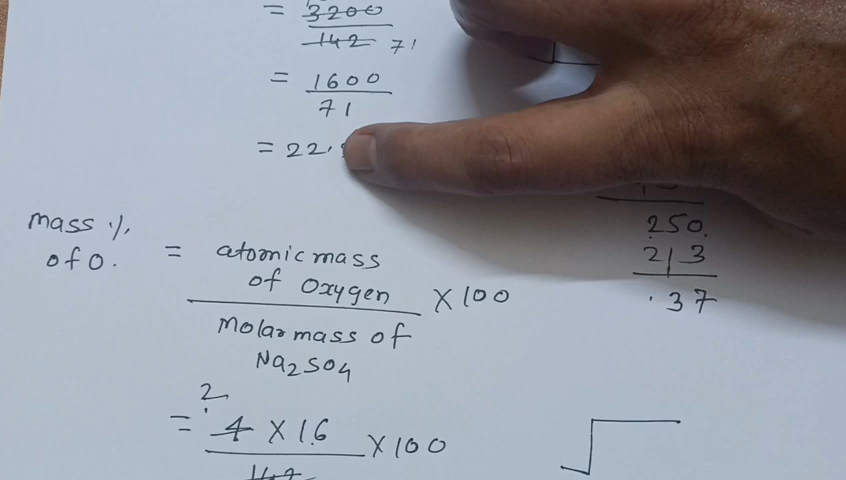 = 3200
142 71
= 1600
71
= 22.
250.
213
.37
mass %
of O.
= atomic mass
of Oxygen
× 100
Molar mass of
Na2SO4
2
= 4 × 16
× 100
142